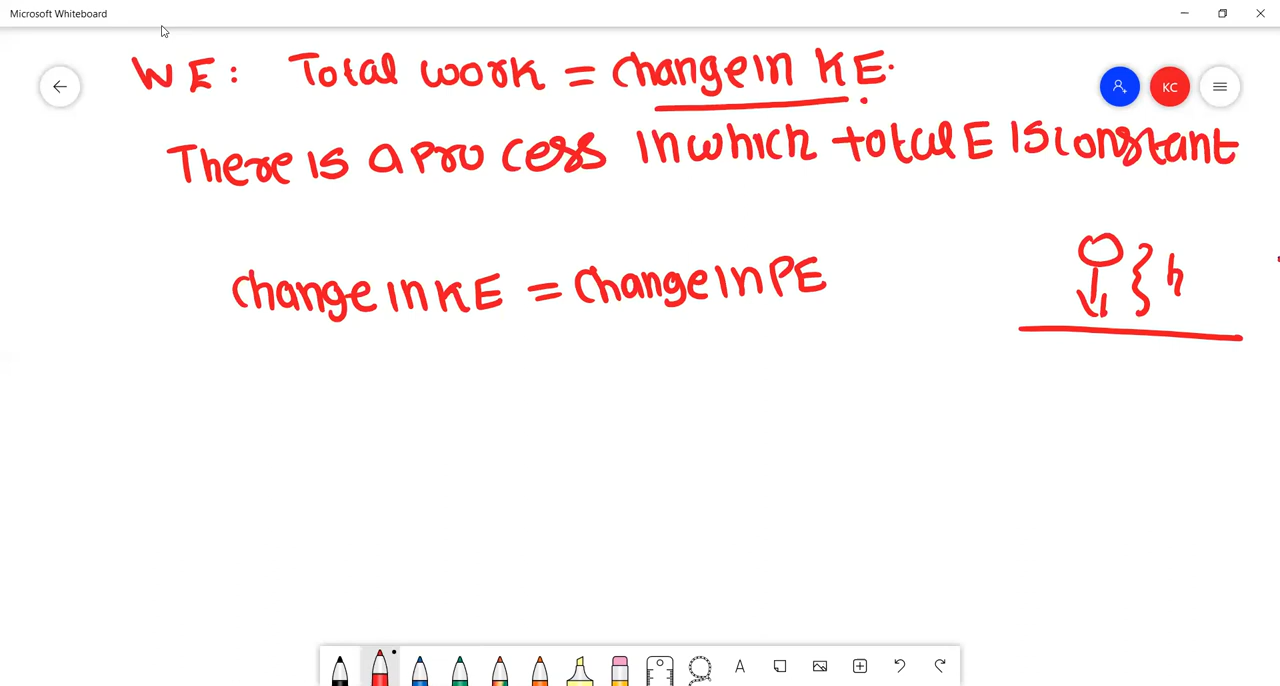 Microsoft Whiteboard
WE: Total work = Change in KE.
KC
There is a process in which total E is constant
Change in KE = Change in PE
h
A